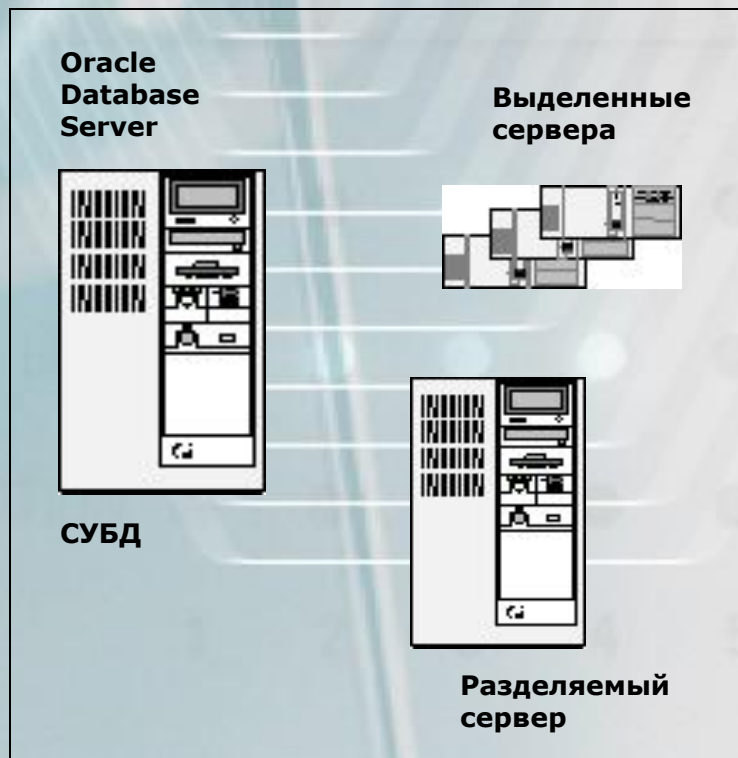 Oracle
Database
Server
Выделенные
сервера
СУБД
Разделяемый
сервер